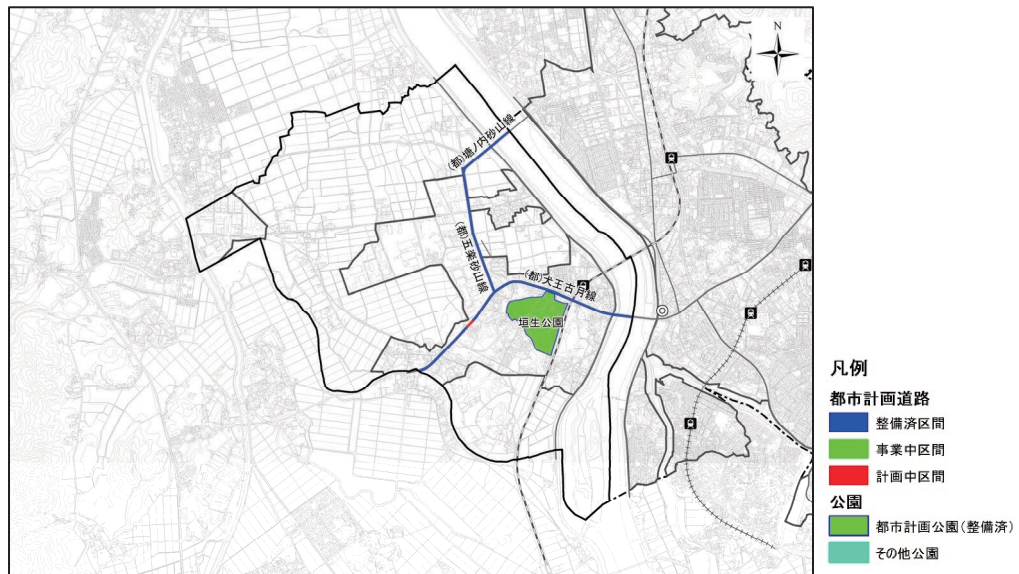 N
(都)塘ノ内砂山線
(都)五楽砂山線
(都)犬王古月線
垣生公園
凡例
都市計画道路
整備済区間
事業中区間
計画中区間
公園
都市計画公園(整備済)
その他公園